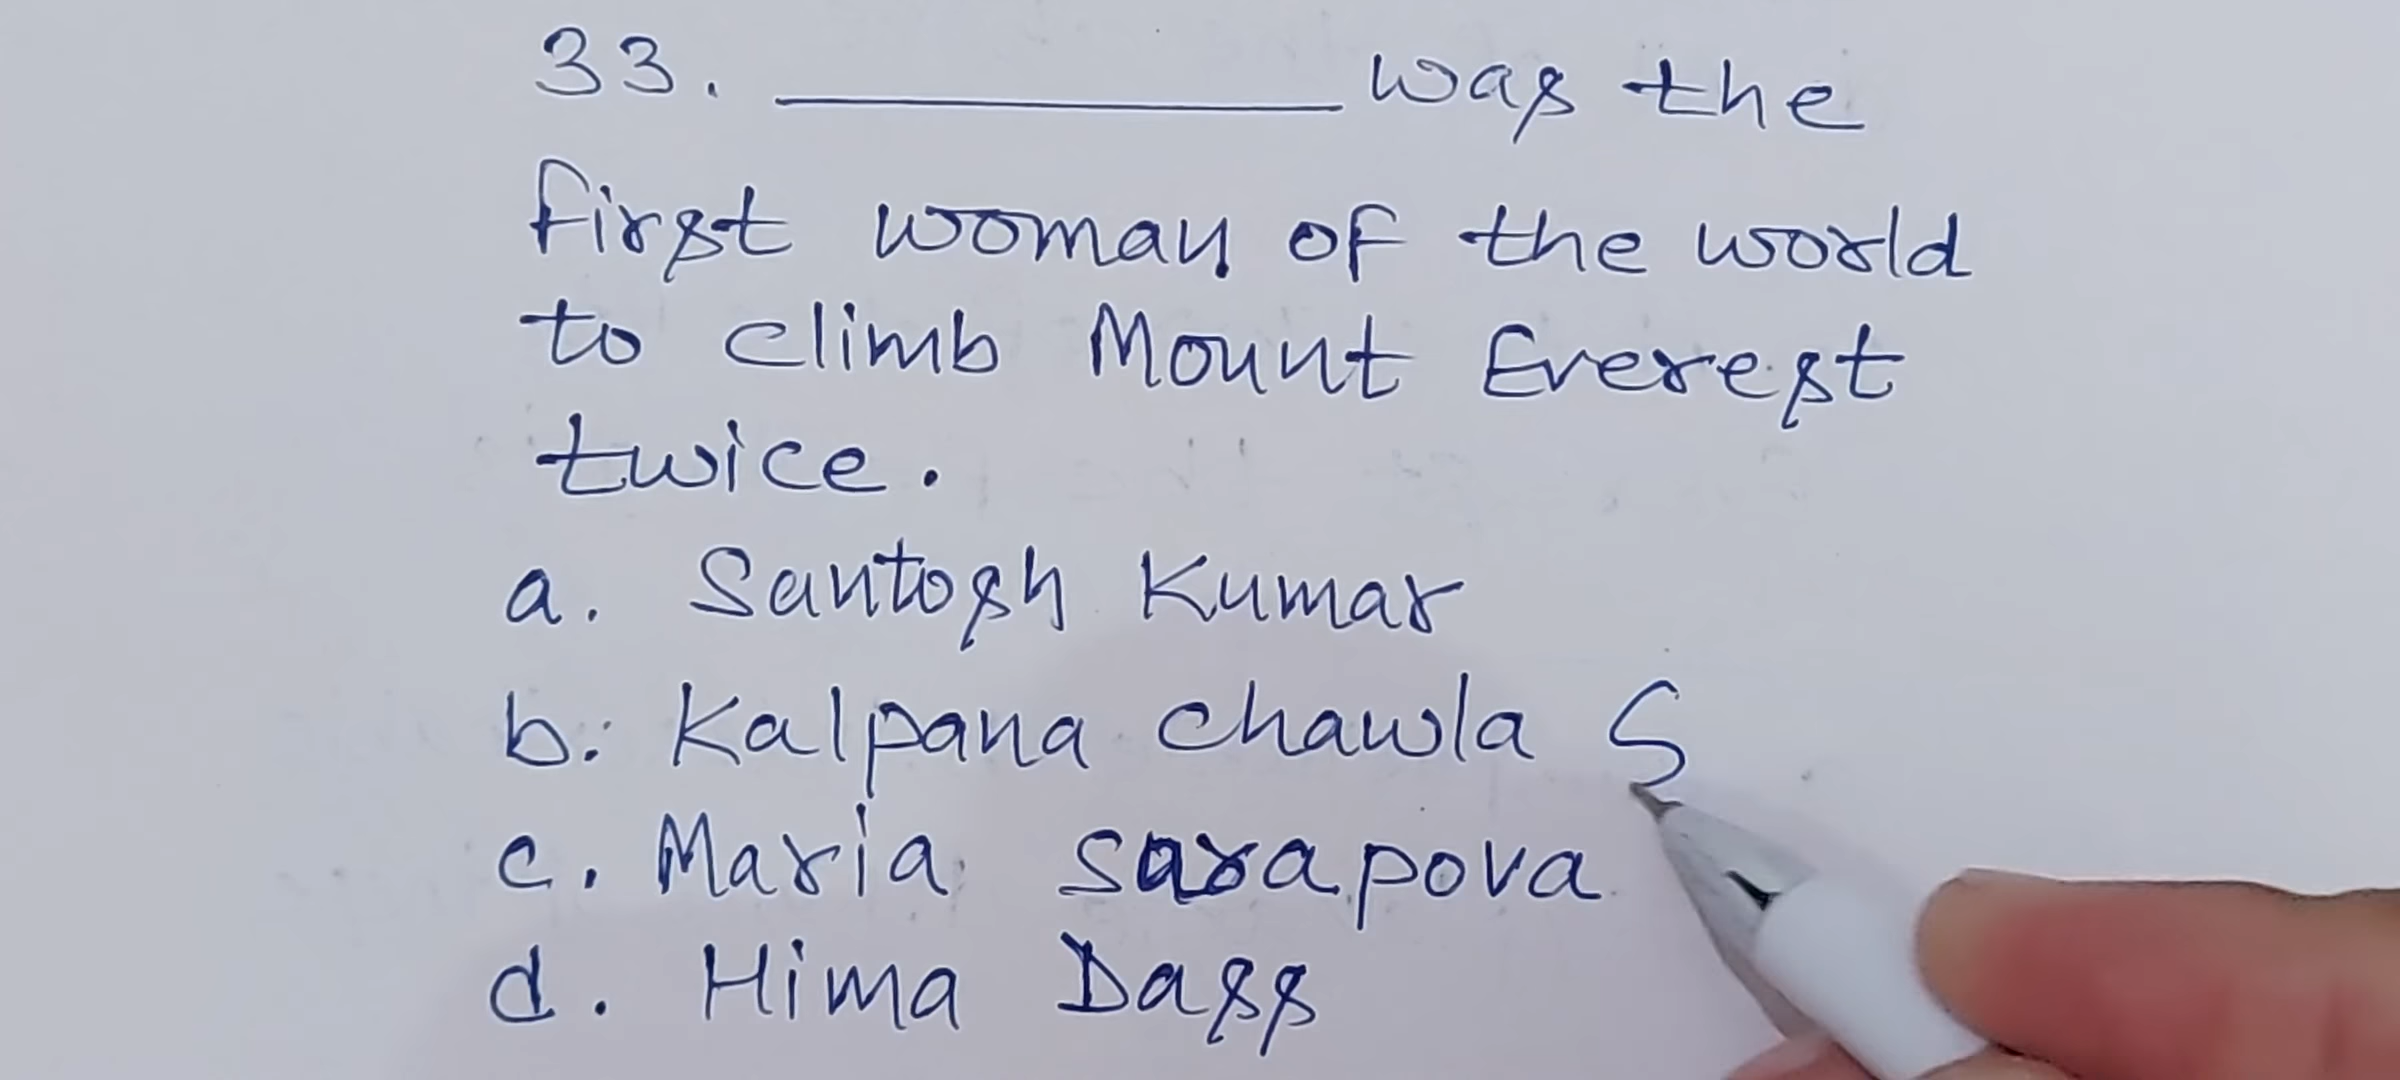 33. __________ was the
first woman of the world
to climb Mount Everest
twice.
a. Santosh Kumar
b. Kalpana chawla S
c. Maria sarapova
d. Hima Dass